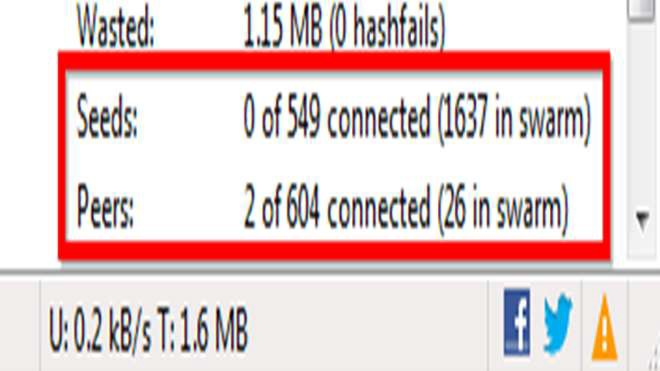 Wasted: 1.15 MB (0 hashfails)
Seeds: 0 of 549 connected (1637 in swarm)
Peers: 2 of 604 connected (26 in swarm)
U: 0.2 kB/s T: 1.6 MB